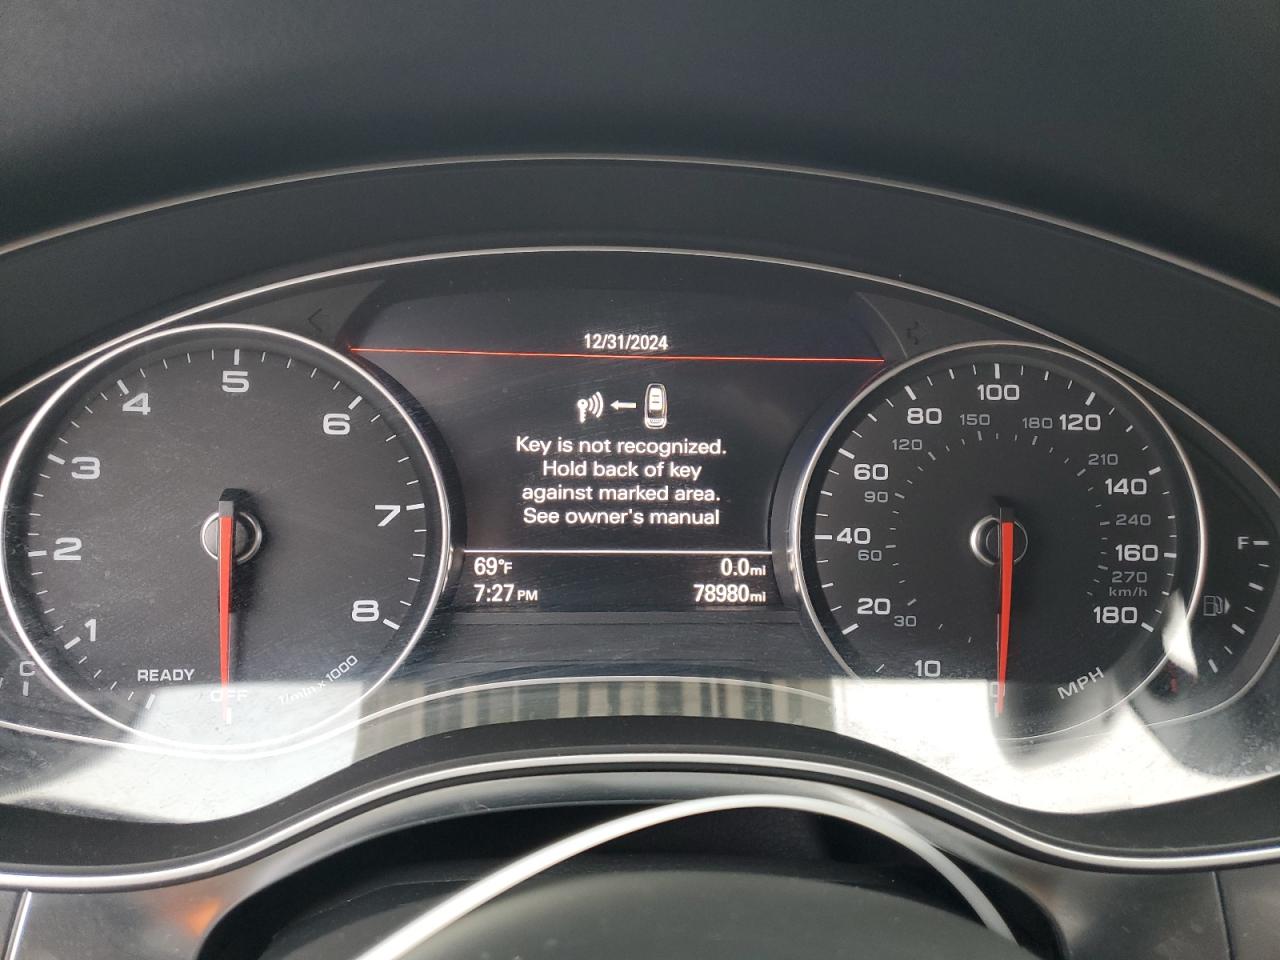 12/31/2024
Key is not recognized.
Hold back of key
against marked area.
See owner's manual
69°F 0.0mi
7:27 PM 78980mi
1
2
3
4
5
6
7
8
READY
OFF
1/min x 1000
C
0
10
20
40
60
80
100
120
140
160
180
MPH
30
60
90
120
150
180
210
240
270
km/h
F